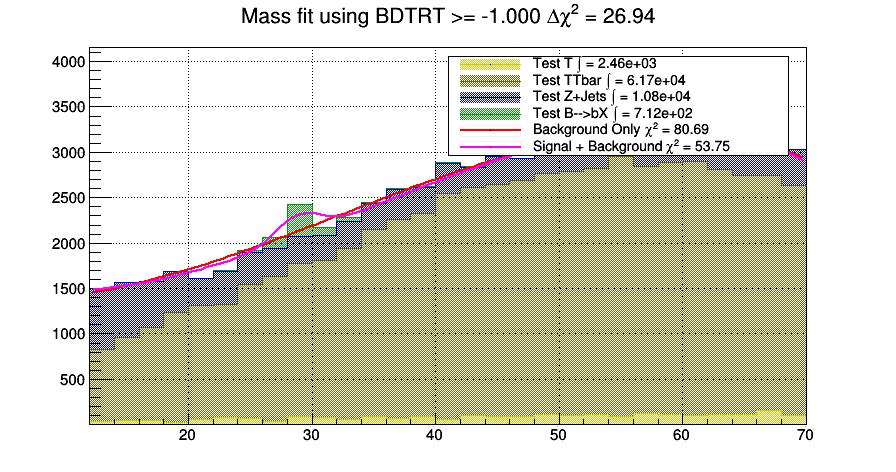 Mass fit using BDTRT >= -1.000 Δχ² = 26.94
4000
3500
3000
2500
2000
1500
1000
500
Test T ∫ = 2.46e+03
Test TTbar ∫ = 6.17e+04
Test Z+Jets ∫ = 1.08e+04
Test B-->bX ∫ = 7.12e+02
Background Only χ² = 80.69
Signal + Background χ² = 53.75
20 30 40 50 60 70